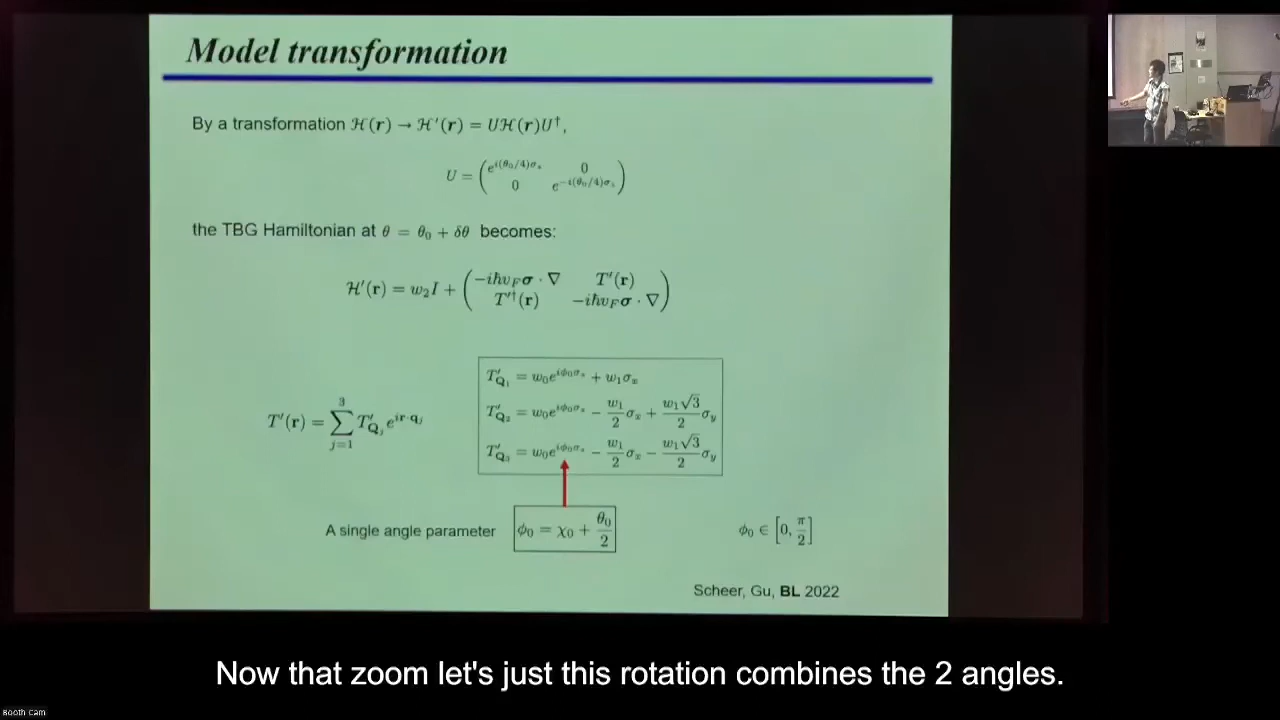 Model transformation
By a transformation ℋ(r) → ℋ′(r) = Uℋ(r)U†,
U = ( e^{i(θ₀/4)σ_z} 0
0 e^{−i(θ₀/4)σ_z} )
the TBG Hamiltonian at θ = θ₀ + δθ becomes:
ℋ′(r) = w₂I + ( −iħv_F σ · ∇ T′(r)
T′†(r) −iħv_F σ · ∇ )
T′_{Q₁} = w₀e^{iϕ₀σ_z} + w₁σ_x
T′_{Q₂} = w₀e^{iϕ₀σ_z} − w₁/2 σ_x + w₁√3/2 σ_y
T′_{Q₃} = w₀e^{iϕ₀σ_z} − w₁/2 σ_x − w₁√3/2 σ_y
T′(r) = ∑_{j=1}^{3} T′_{Q_j} e^{ir·q_j}
A single angle parameter ϕ₀ = χ₀ + θ₀/2 ϕ₀ ∈ [0, π/2]
Scheer, Gu, BL 2022
Now that zoom let's just this rotation combines the 2 angles.
Booth Cam